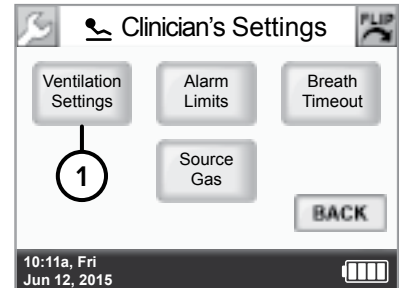 Clinician's Settings
FLIP
Ventilation
Settings
Alarm
Limits
Breath
Timeout
1
Source
Gas
BACK
10:11a, Fri
Jun 12, 2015